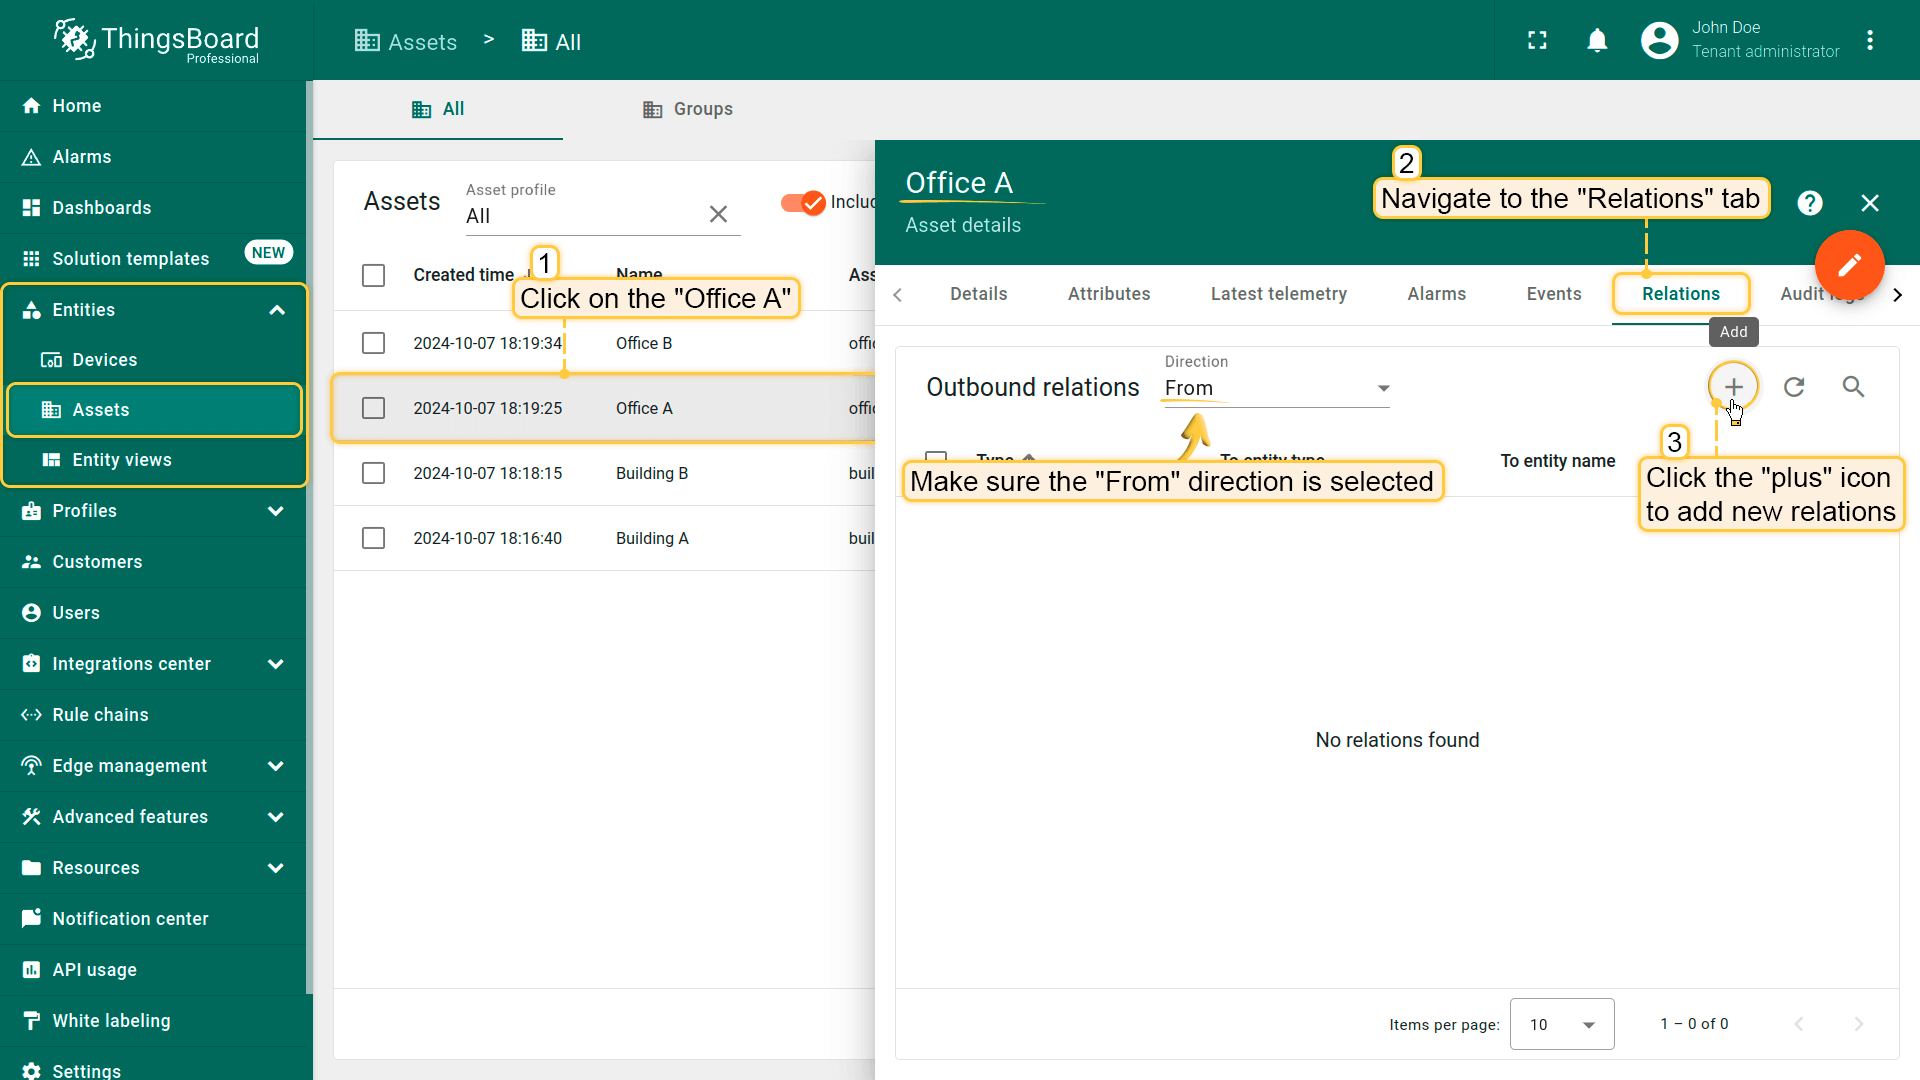 ThingsBoard
Professional
Assets > All
John Doe
Tenant administrator
Home
Alarms
Dashboards
Solution templates NEW
Entities
Devices
Assets
Entity views
Profiles
Customers
Users
Integrations center
Rule chains
Edge management
Advanced features
Resources
Notification center
API usage
White labeling
Settings
All
Groups
Assets
Asset profile
All
Includ
Created time
Name
Ass
1
Click on the "Office A"
2024-10-07 18:19:34 Office B offi
2024-10-07 18:19:25 Office A offi
2024-10-07 18:18:15 Building B buil
2024-10-07 18:16:40 Building A buil
Office A
Asset details
2
Navigate to the "Relations" tab
Details
Attributes
Latest telemetry
Alarms
Events
Relations
Audit logs
Add
Outbound relations
Direction
From
Type
To entity type
To entity name
Make sure the "From" direction is selected
3
Click the "plus" icon
to add new relations
No relations found
Items per page: 10 1 – 0 of 0